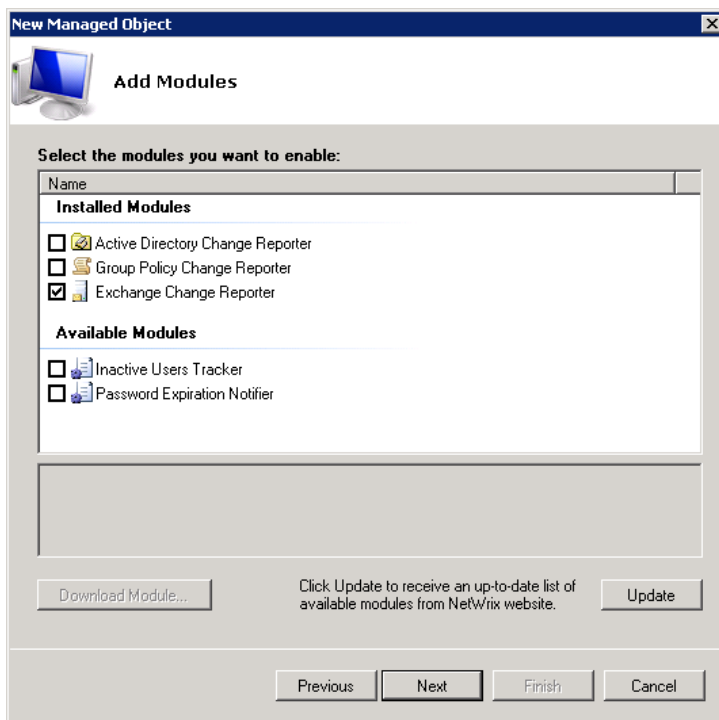 New Managed Object
Add Modules
Select the modules you want to enable:
Name
Installed Modules
Active Directory Change Reporter
Group Policy Change Reporter
Exchange Change Reporter
Available Modules
Inactive Users Tracker
Password Expiration Notifier
Download Module...
Click Update to receive an up-to-date list of
available modules from NetWrix website.
Update
Previous
Next
Finish
Cancel